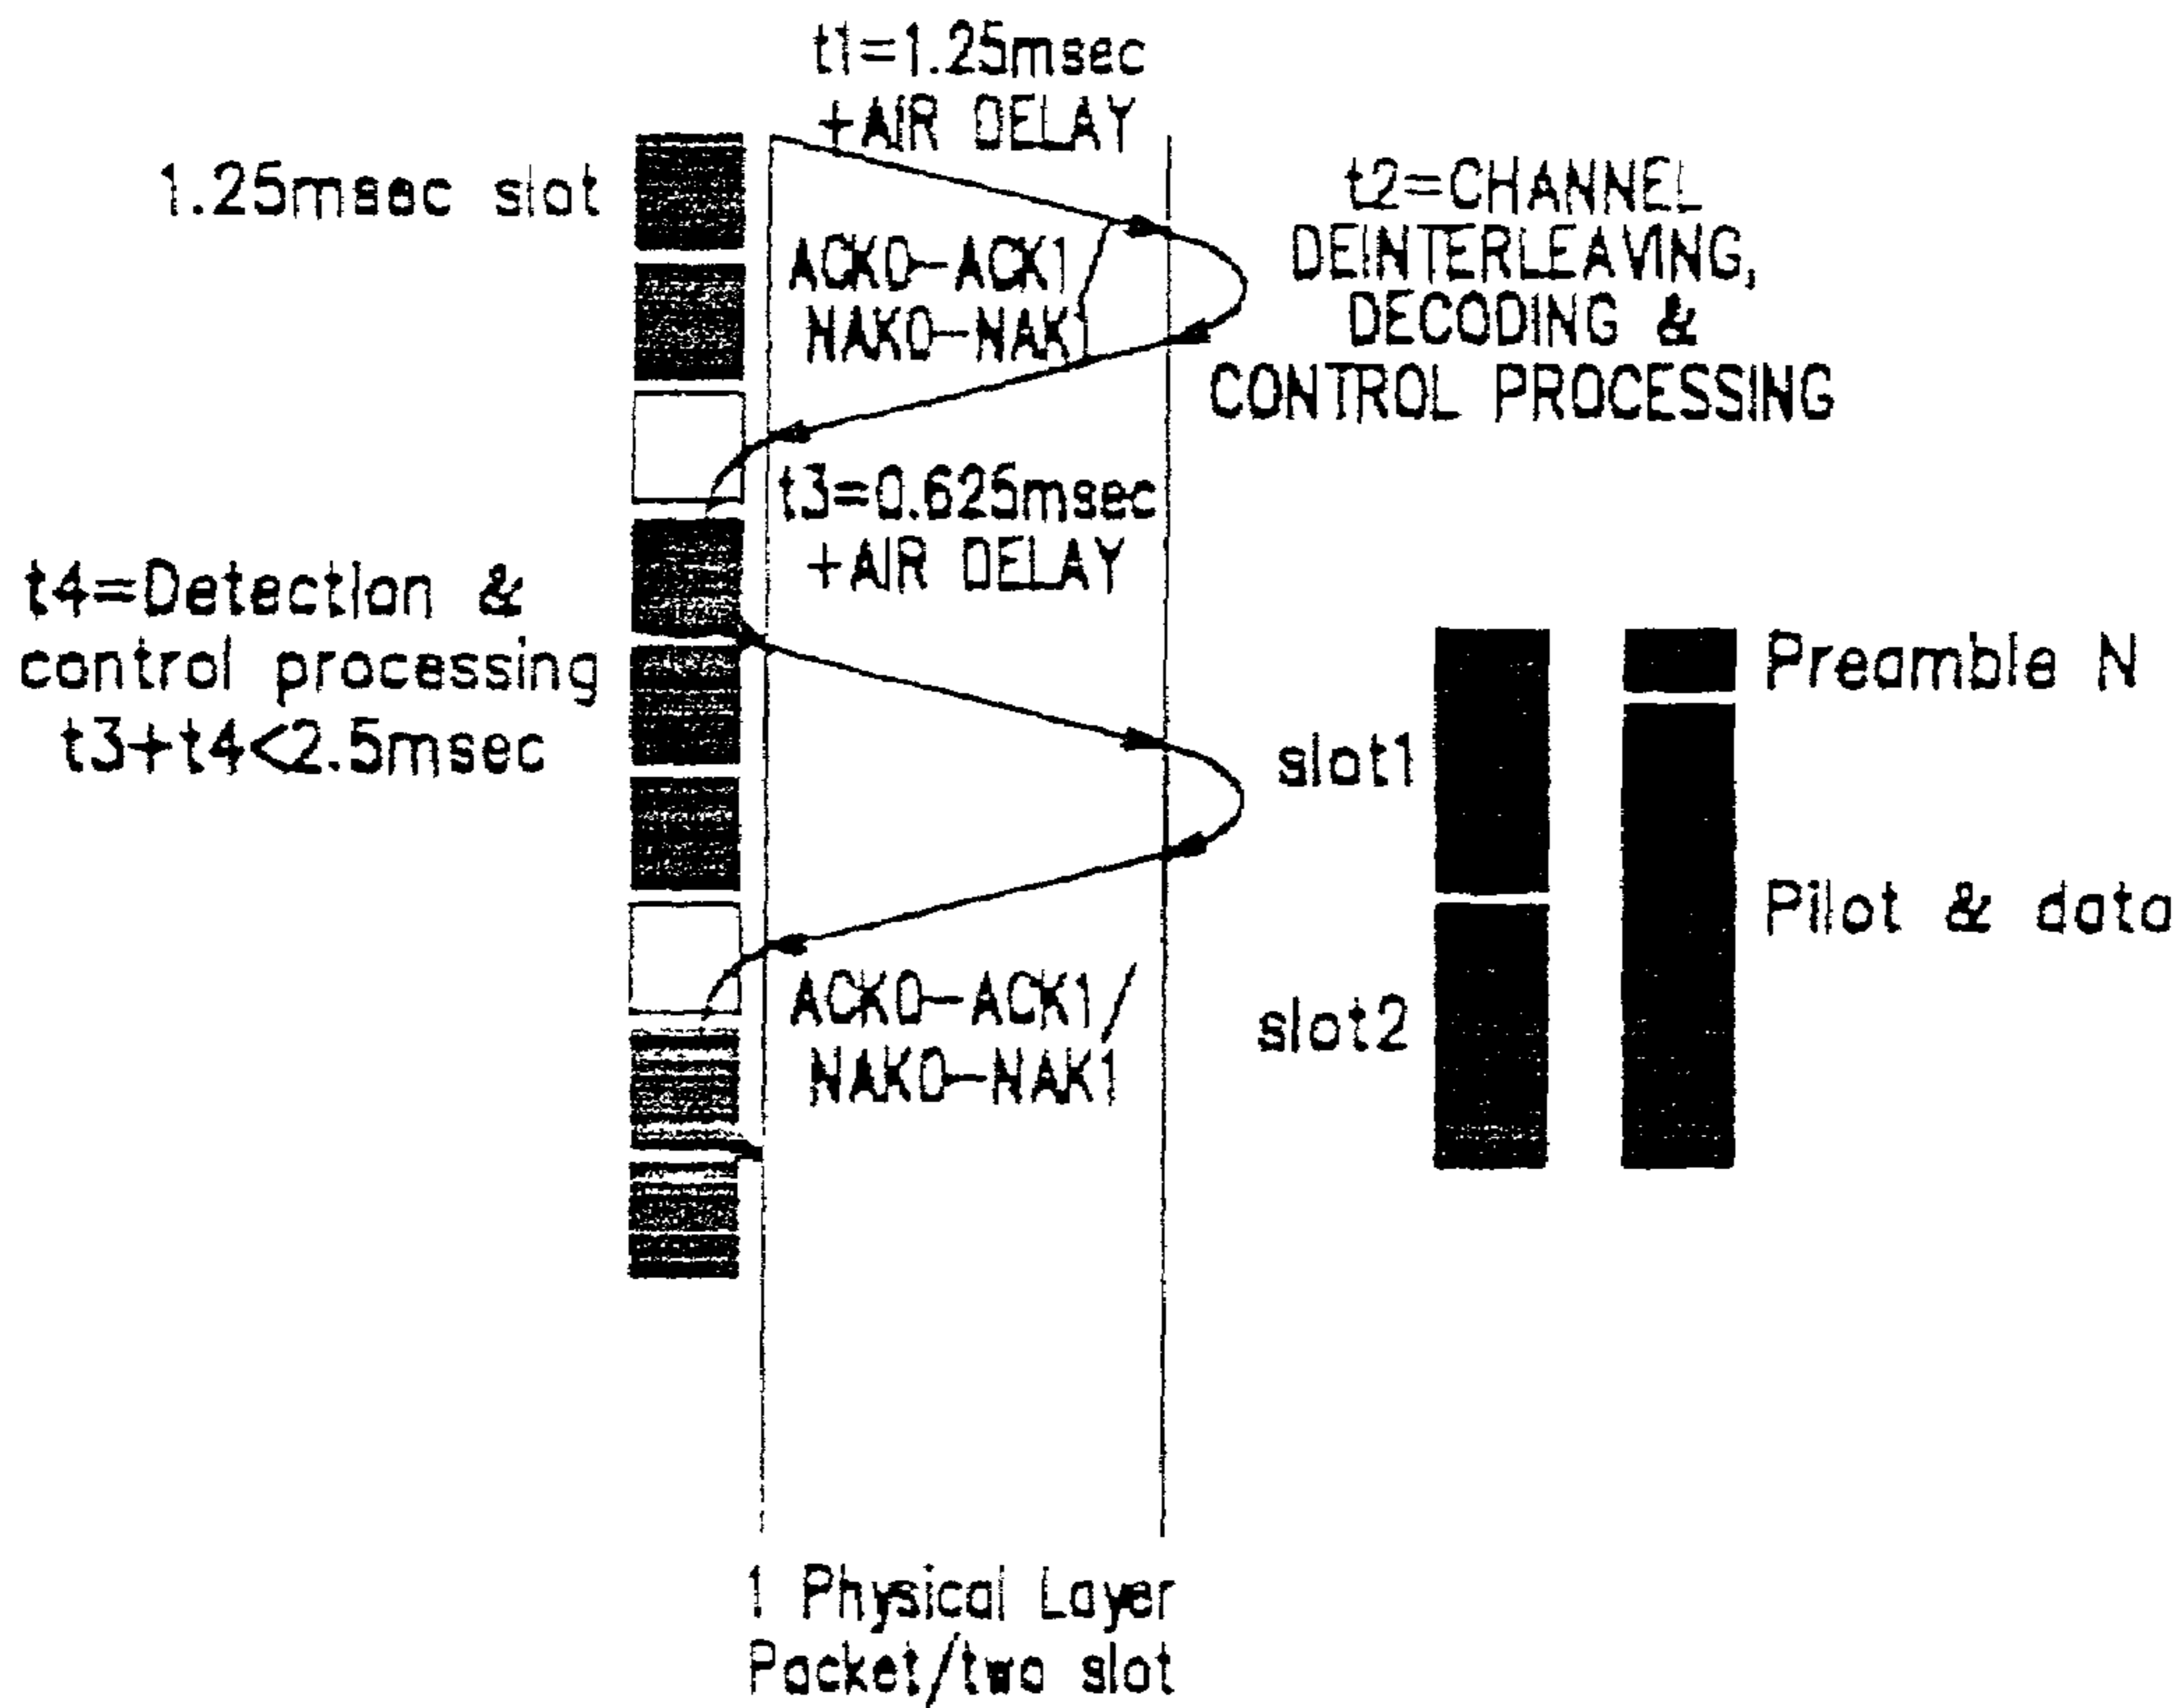 t1=1.25msec
+AIR DELAY
1.25msec slot
t2=CHANNEL
DEINTERLEAVING,
DECODING &
CONTROL PROCESSING
ACK0-ACK1
NAK0-NAK1
t3=0.625msec
+AIR DELAY
t4=Detection &
control processing
t3+t4<2.5msec
Preamble N
slot1
Pilot & data
slot2
ACK0-ACK1/
NAK0-NAK1
1 Physical Layer
Packet/two slot